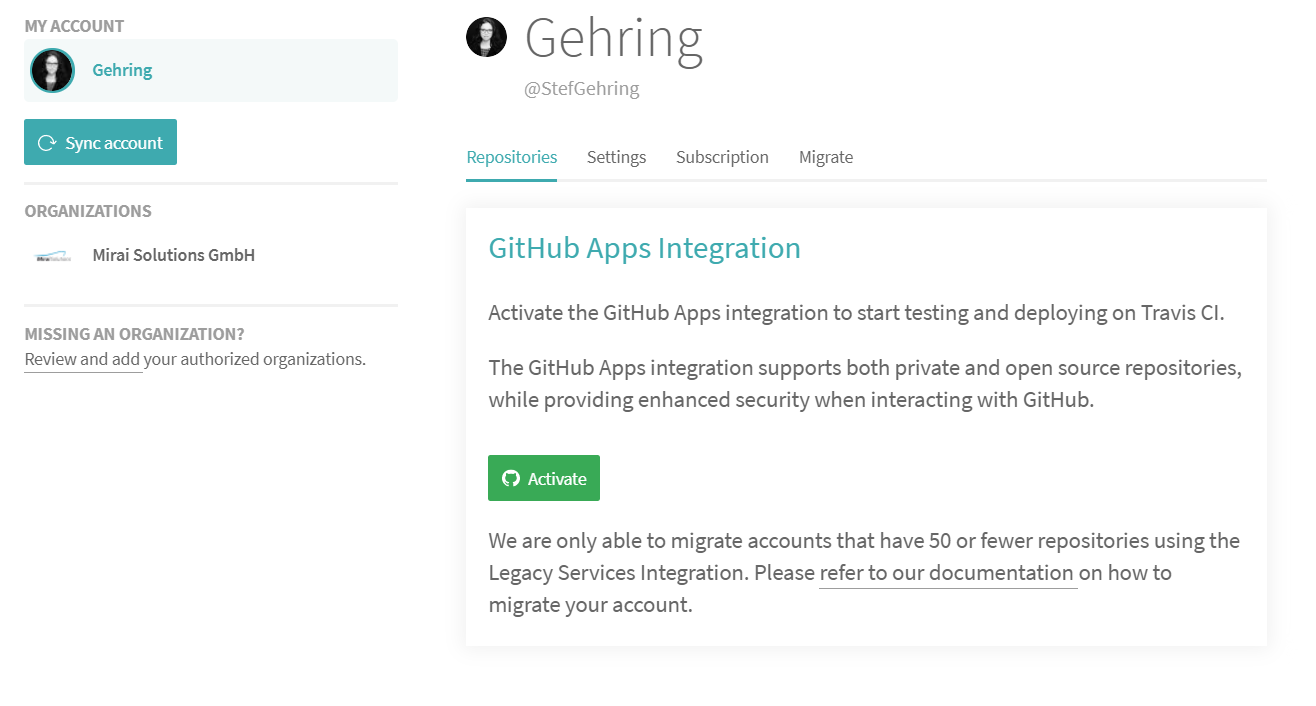 MY ACCOUNT
Gehring
Sync account
ORGANIZATIONS
Mirai Solutions GmbH
MISSING AN ORGANIZATION?
Review and add your authorized organizations.
Gehring
@StefGehring
Repositories Settings Subscription Migrate
GitHub Apps Integration
Activate the GitHub Apps integration to start testing and deploying on Travis CI.
The GitHub Apps integration supports both private and open source repositories,
while providing enhanced security when interacting with GitHub.
Activate
We are only able to migrate accounts that have 50 or fewer repositories using the
Legacy Services Integration. Please refer to our documentation on how to
migrate your account.